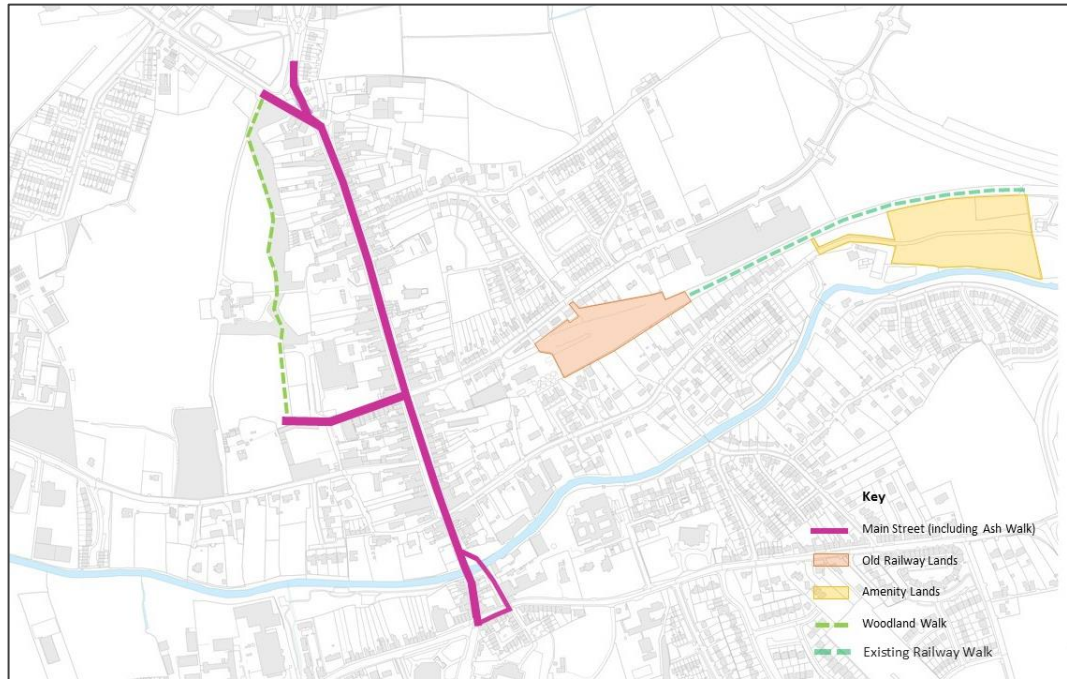 Key
Main Street (including Ash Walk)
Old Railway Lands
Amenity Lands
Woodland Walk
Existing Railway Walk